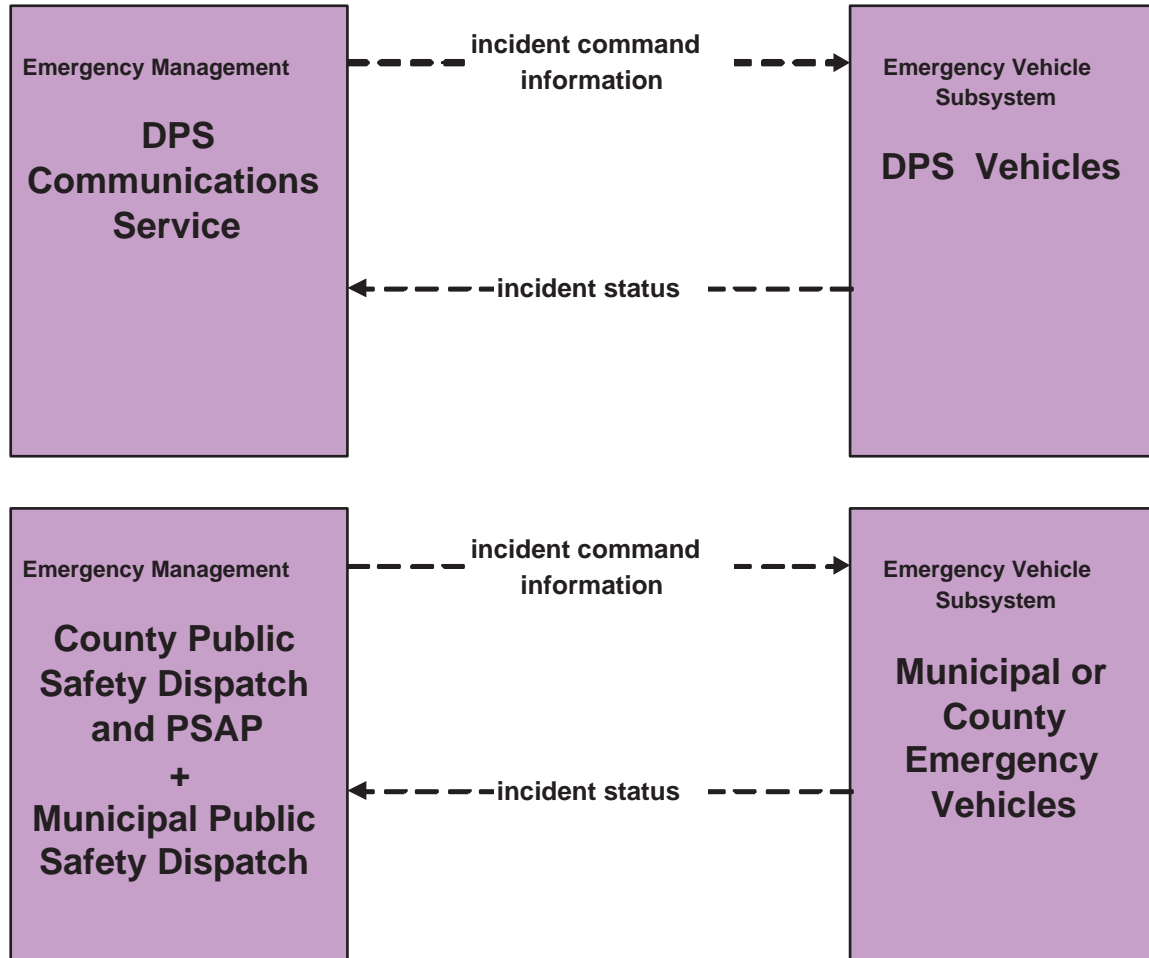 Emergency Management
DPS
Communications
Service
incident command
information
incident status
Emergency Vehicle
Subsystem
DPS Vehicles
Emergency Management
County Public
Safety Dispatch
and PSAP
+
Municipal Public
Safety Dispatch
incident command
information
incident status
Emergency Vehicle
Subsystem
Municipal or
County
Emergency
Vehicles